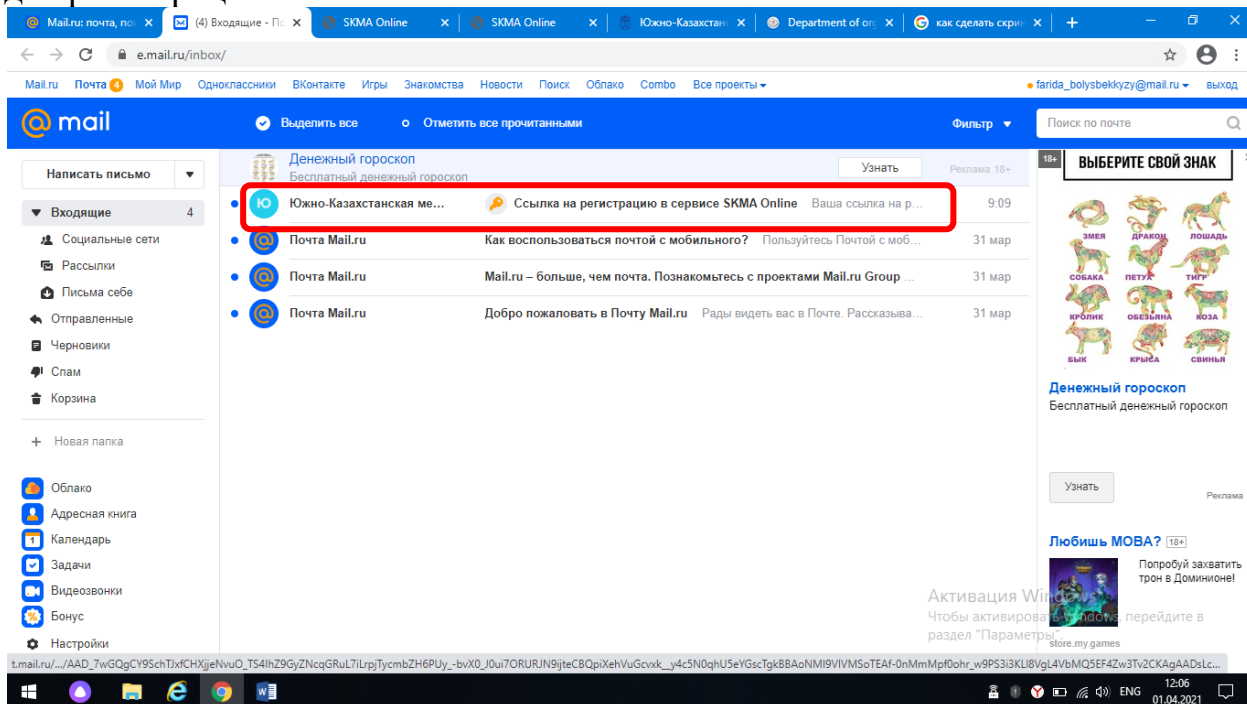 Mail.ru: почта, пои
(4) Входящие - По
SKMA Online
SKMA Online
Южно-Казахстанс
Department of org
как сделать скрин
e.mail.ru/inbox/
Mail.ru Почта 4 Мой Мир Одноклассники ВКонтакте Игры Знакомства Новости Поиск Облако Combo Все проекты
farida_bolysbekkyzy@mail.ru выход
@ mail
Выделить все
Отметить все прочитанными
Фильтр
Поиск по почте
Написать письмо
Входящие 4
Социальные сети
Рассылки
Письма себе
Отправленные
Черновики
Спам
Корзина
Новая папка
Облако
Адресная книга
Календарь
Задачи
Видеозвонки
Бонус
Настройки
Денежный гороскоп
Бесплатный денежный гороскоп
Узнать
Реклама 18+
Ю Южно-Казахстанская ме... Ссылка на регистрацию в сервисе SKMA Online Ваша ссылка на р... 9:09
Почта Mail.ru Как воспользоваться почтой с мобильного? Пользуйтесь Почтой с моб... 31 мар
Почта Mail.ru Mail.ru – больше, чем почта. Познакомьтесь с проектами Mail.ru Group ... 31 мар
Почта Mail.ru Добро пожаловать в Почту Mail.ru Рады видеть вас в Почте. Рассказыва... 31 мар
18+
ВЫБЕРИТЕ СВОЙ ЗНАК
ЗМЕЯ ДРАКОН ЛОШАДЬ
СОБАКА ПЕТУХ ТИГР
КРОЛИК ОБЕЗЬЯНА КОЗА
БЫК КРЫСА СВИНЬЯ
Денежный гороскоп
Бесплатный денежный гороскоп
Узнать
Реклама
Любишь МОВА? 18+
Попробуй захватить
трон в Доминионе!
store.my.games
Активация Windows
Чтобы активировать Windows, перейдите в
раздел "Параметры".
ENG
12:06
01.04.2021